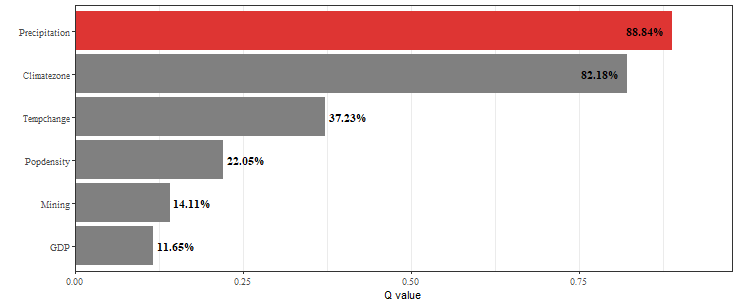 Precipitation
88.84%
Climatezone
82.18%
Tempchange
37.23%
Popdensity
22.05%
Mining
14.11%
GDP
11.65%
0.00 0.25 0.50 0.75
Q value